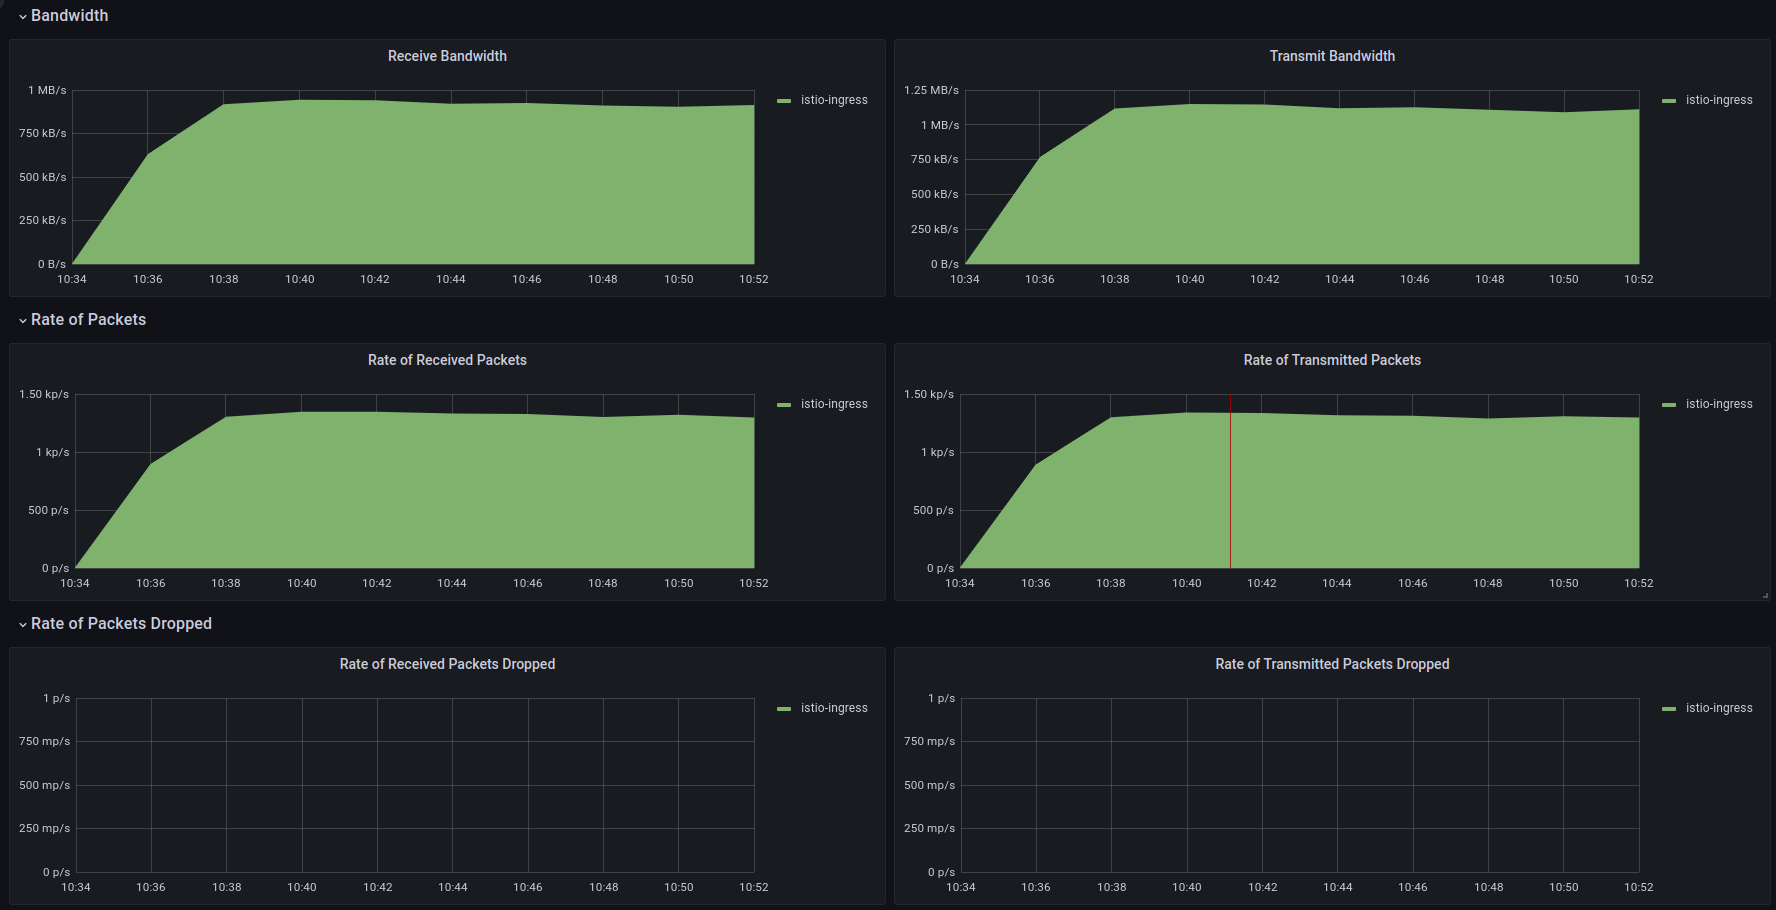 Bandwidth
Receive Bandwidth
1 MB/s
750 kB/s
500 kB/s
250 kB/s
0 B/s
10:34 10:36 10:38 10:40 10:42 10:44 10:46 10:48 10:50 10:52
istio-ingress
Transmit Bandwidth
1.25 MB/s
1 MB/s
750 kB/s
500 kB/s
250 kB/s
0 B/s
10:34 10:36 10:38 10:40 10:42 10:44 10:46 10:48 10:50 10:52
istio-ingress
Rate of Packets
Rate of Received Packets
1.50 kp/s
1 kp/s
500 p/s
0 p/s
10:34 10:36 10:38 10:40 10:42 10:44 10:46 10:48 10:50 10:52
istio-ingress
Rate of Transmitted Packets
1.50 kp/s
1 kp/s
500 p/s
0 p/s
10:34 10:36 10:38 10:40 10:42 10:44 10:46 10:48 10:50 10:52
istio-ingress
Rate of Packets Dropped
Rate of Received Packets Dropped
1 p/s
750 mp/s
500 mp/s
250 mp/s
0 p/s
10:34 10:36 10:38 10:40 10:42 10:44 10:46 10:48 10:50 10:52
istio-ingress
Rate of Transmitted Packets Dropped
1 p/s
750 mp/s
500 mp/s
250 mp/s
0 p/s
10:34 10:36 10:38 10:40 10:42 10:44 10:46 10:48 10:50 10:52
istio-ingress